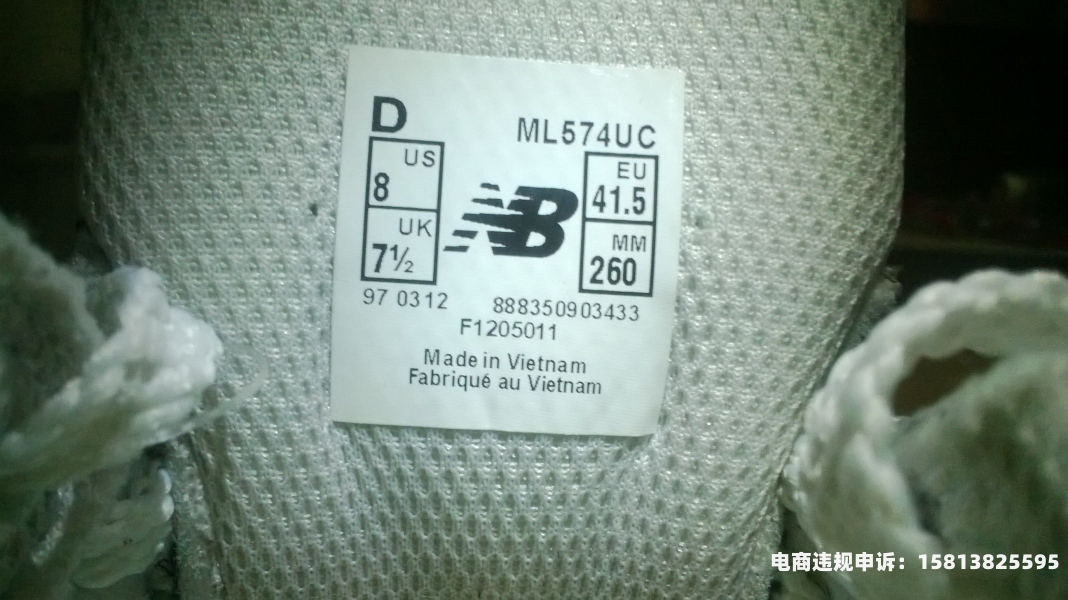 D
ML574UC
US
8
UK
7½
NB
EU
41.5
MM
260
97 0312
888350903433
F1205011
Made in Vietnam
Fabriqué au Vietnam
电商违规申诉：15813825595